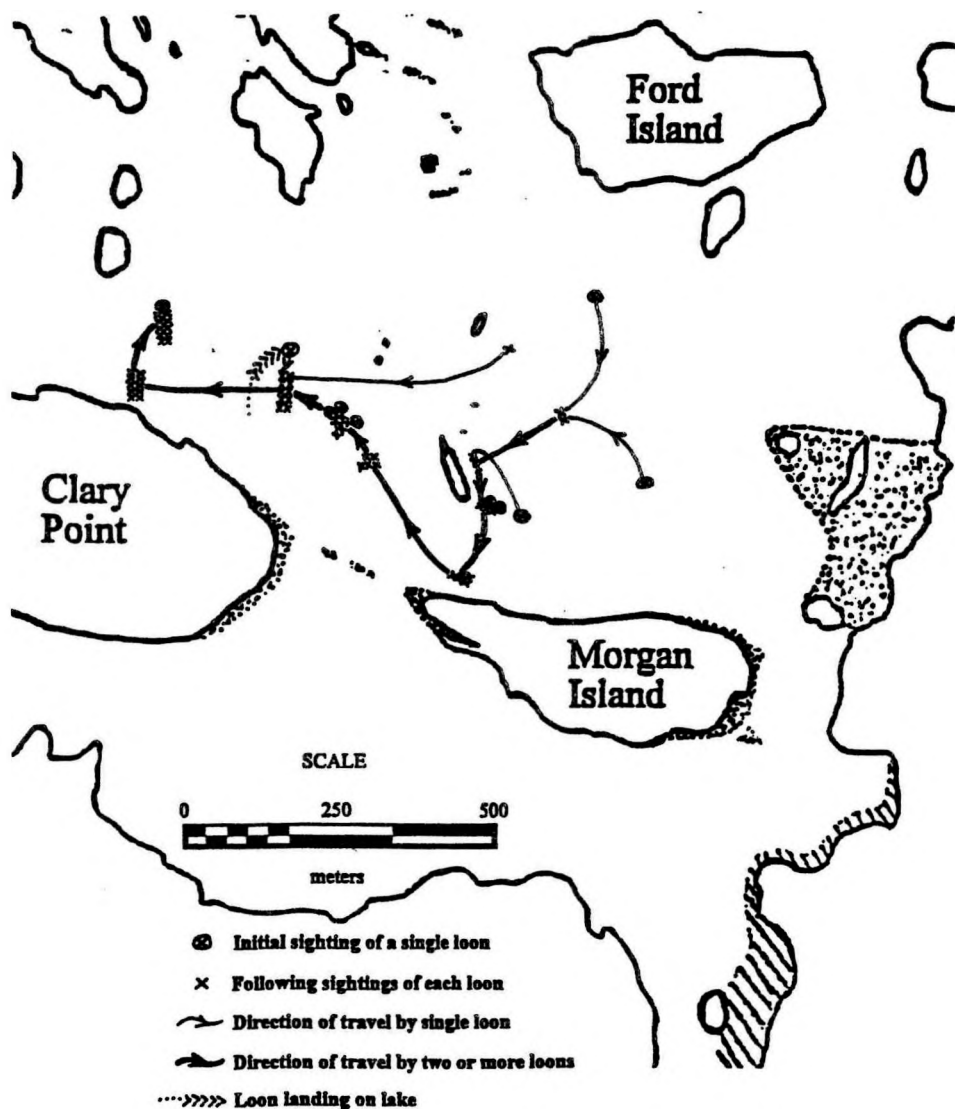 Ford
Island
Clary
Point
Morgan
Island
SCALE
0 250 500
meters
Initial sighting of a single loon
Following sightings of each loon
Direction of travel by single loon
Direction of travel by two or more loons
Loon landing on lake